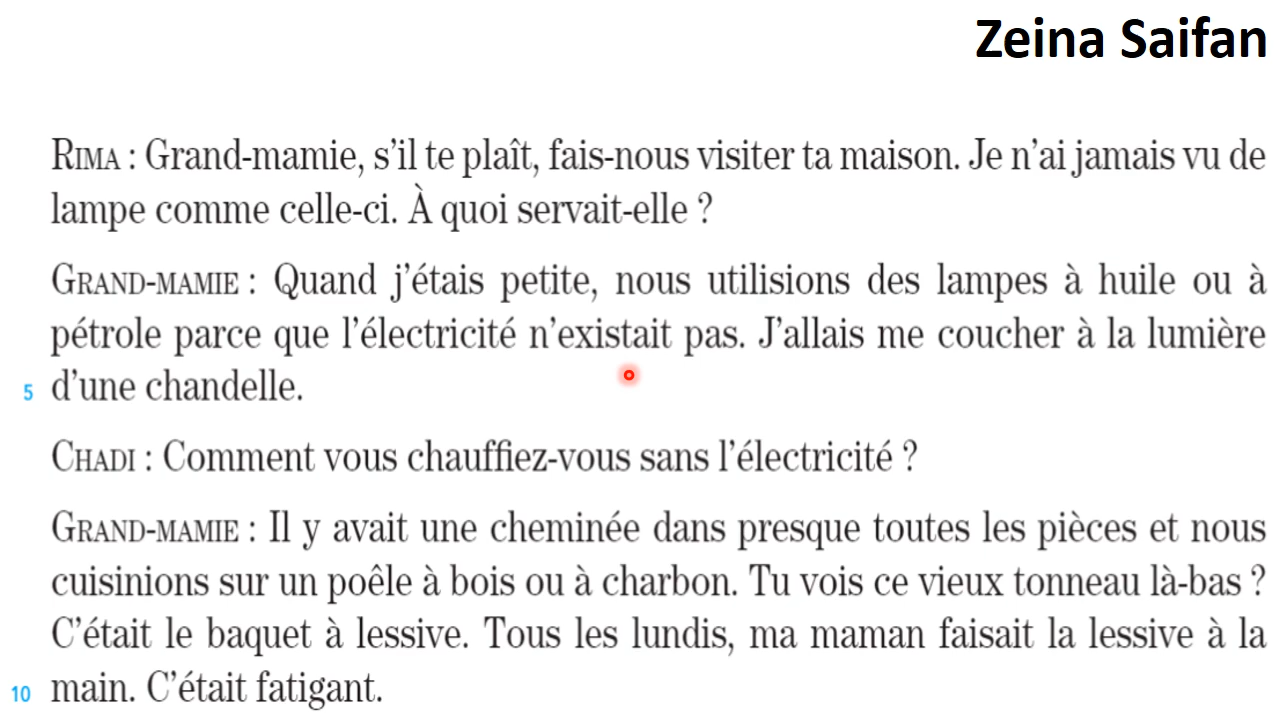 Zeina Saifan
RIMA : Grand-mamie, s'il te plaît, fais-nous visiter ta maison. Je n'ai jamais vu de
lampe comme celle-ci. À quoi servait-elle ?
GRAND-MAMIE : Quand j'étais petite, nous utilisions des lampes à huile ou à
pétrole parce que l'électricité n'existait pas. J'allais me coucher à la lumière
5 d'une chandelle.
CHADI : Comment vous chauffiez-vous sans l'électricité ?
GRAND-MAMIE : Il y avait une cheminée dans presque toutes les pièces et nous
cuisinions sur un poêle à bois ou à charbon. Tu vois ce vieux tonneau là-bas ?
C'était le baquet à lessive. Tous les lundis, ma maman faisait la lessive à la
10 main. C'était fatigant.